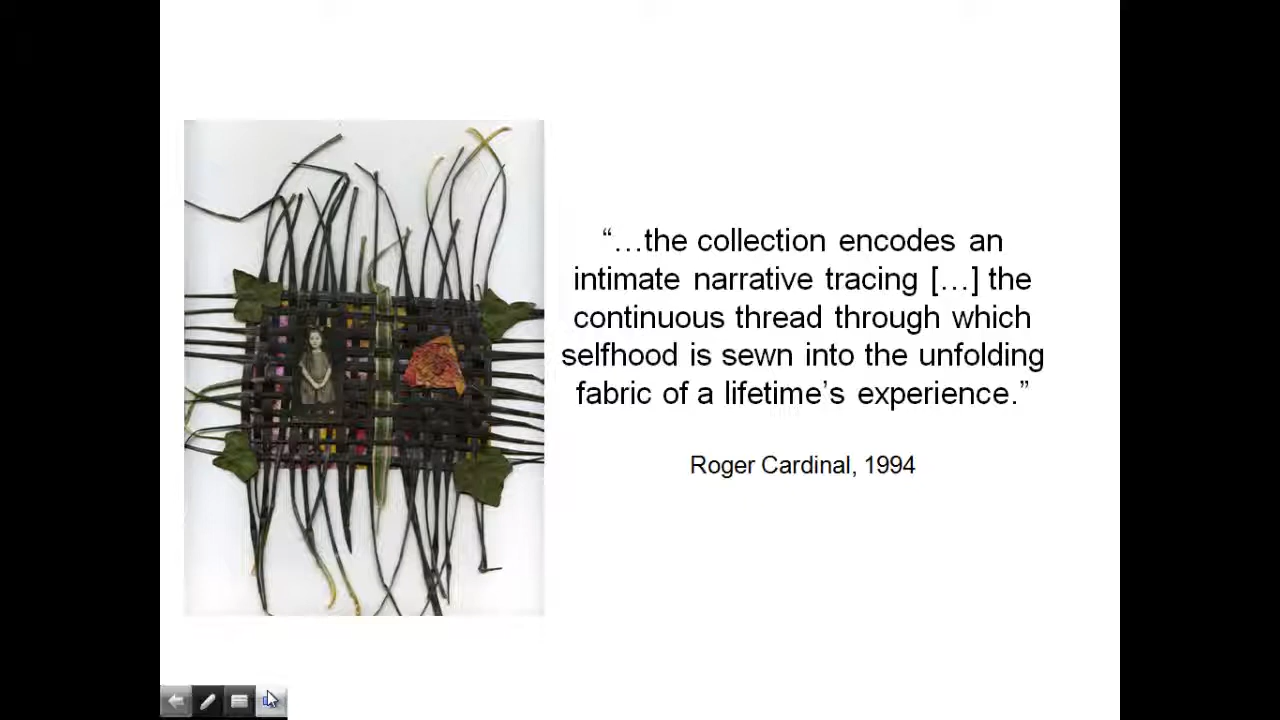 “…the collection encodes an
intimate narrative tracing […] the
continuous thread through which
selfhood is sewn into the unfolding
fabric of a lifetime’s experience.”
Roger Cardinal, 1994